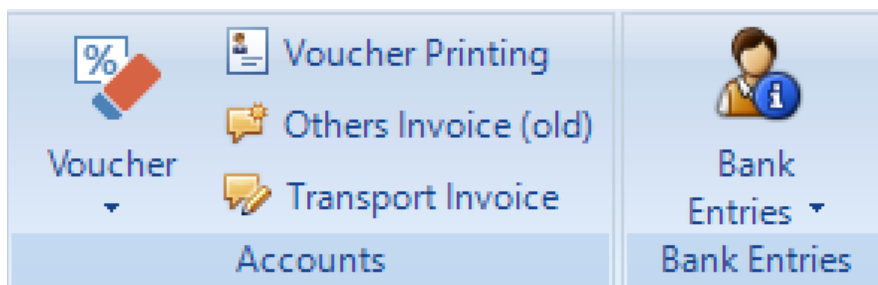 %
Voucher
Voucher Printing
Others Invoice (old)
Transport Invoice
Accounts
i
Bank
Entries
Bank Entries